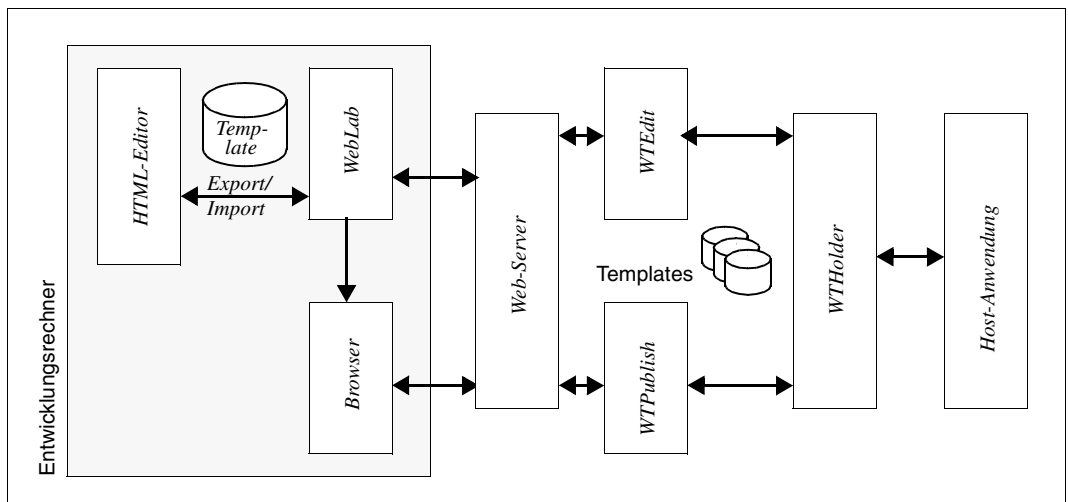 Entwicklungsrechner
HTML-Editor
Temp-
late
Export/
Import
WebLab
Browser
Web-Server
WTEdit
Templates
WTPublish
WTHolder
Host-Anwendung